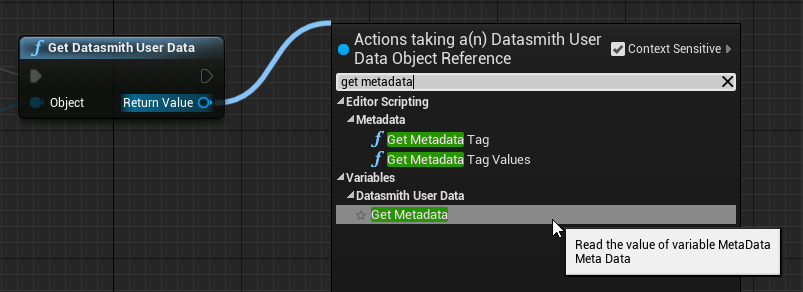 f Get Datasmith User Data
Object
Return Value
Actions taking a(n) Datasmith User
Data Object Reference
Context Sensitive
get metadata
Editor Scripting
Metadata
f Get Metadata Tag
f Get Metadata Tag Values
Variables
Datasmith User Data
Get Metadata
Read the value of variable MetaData
Meta Data